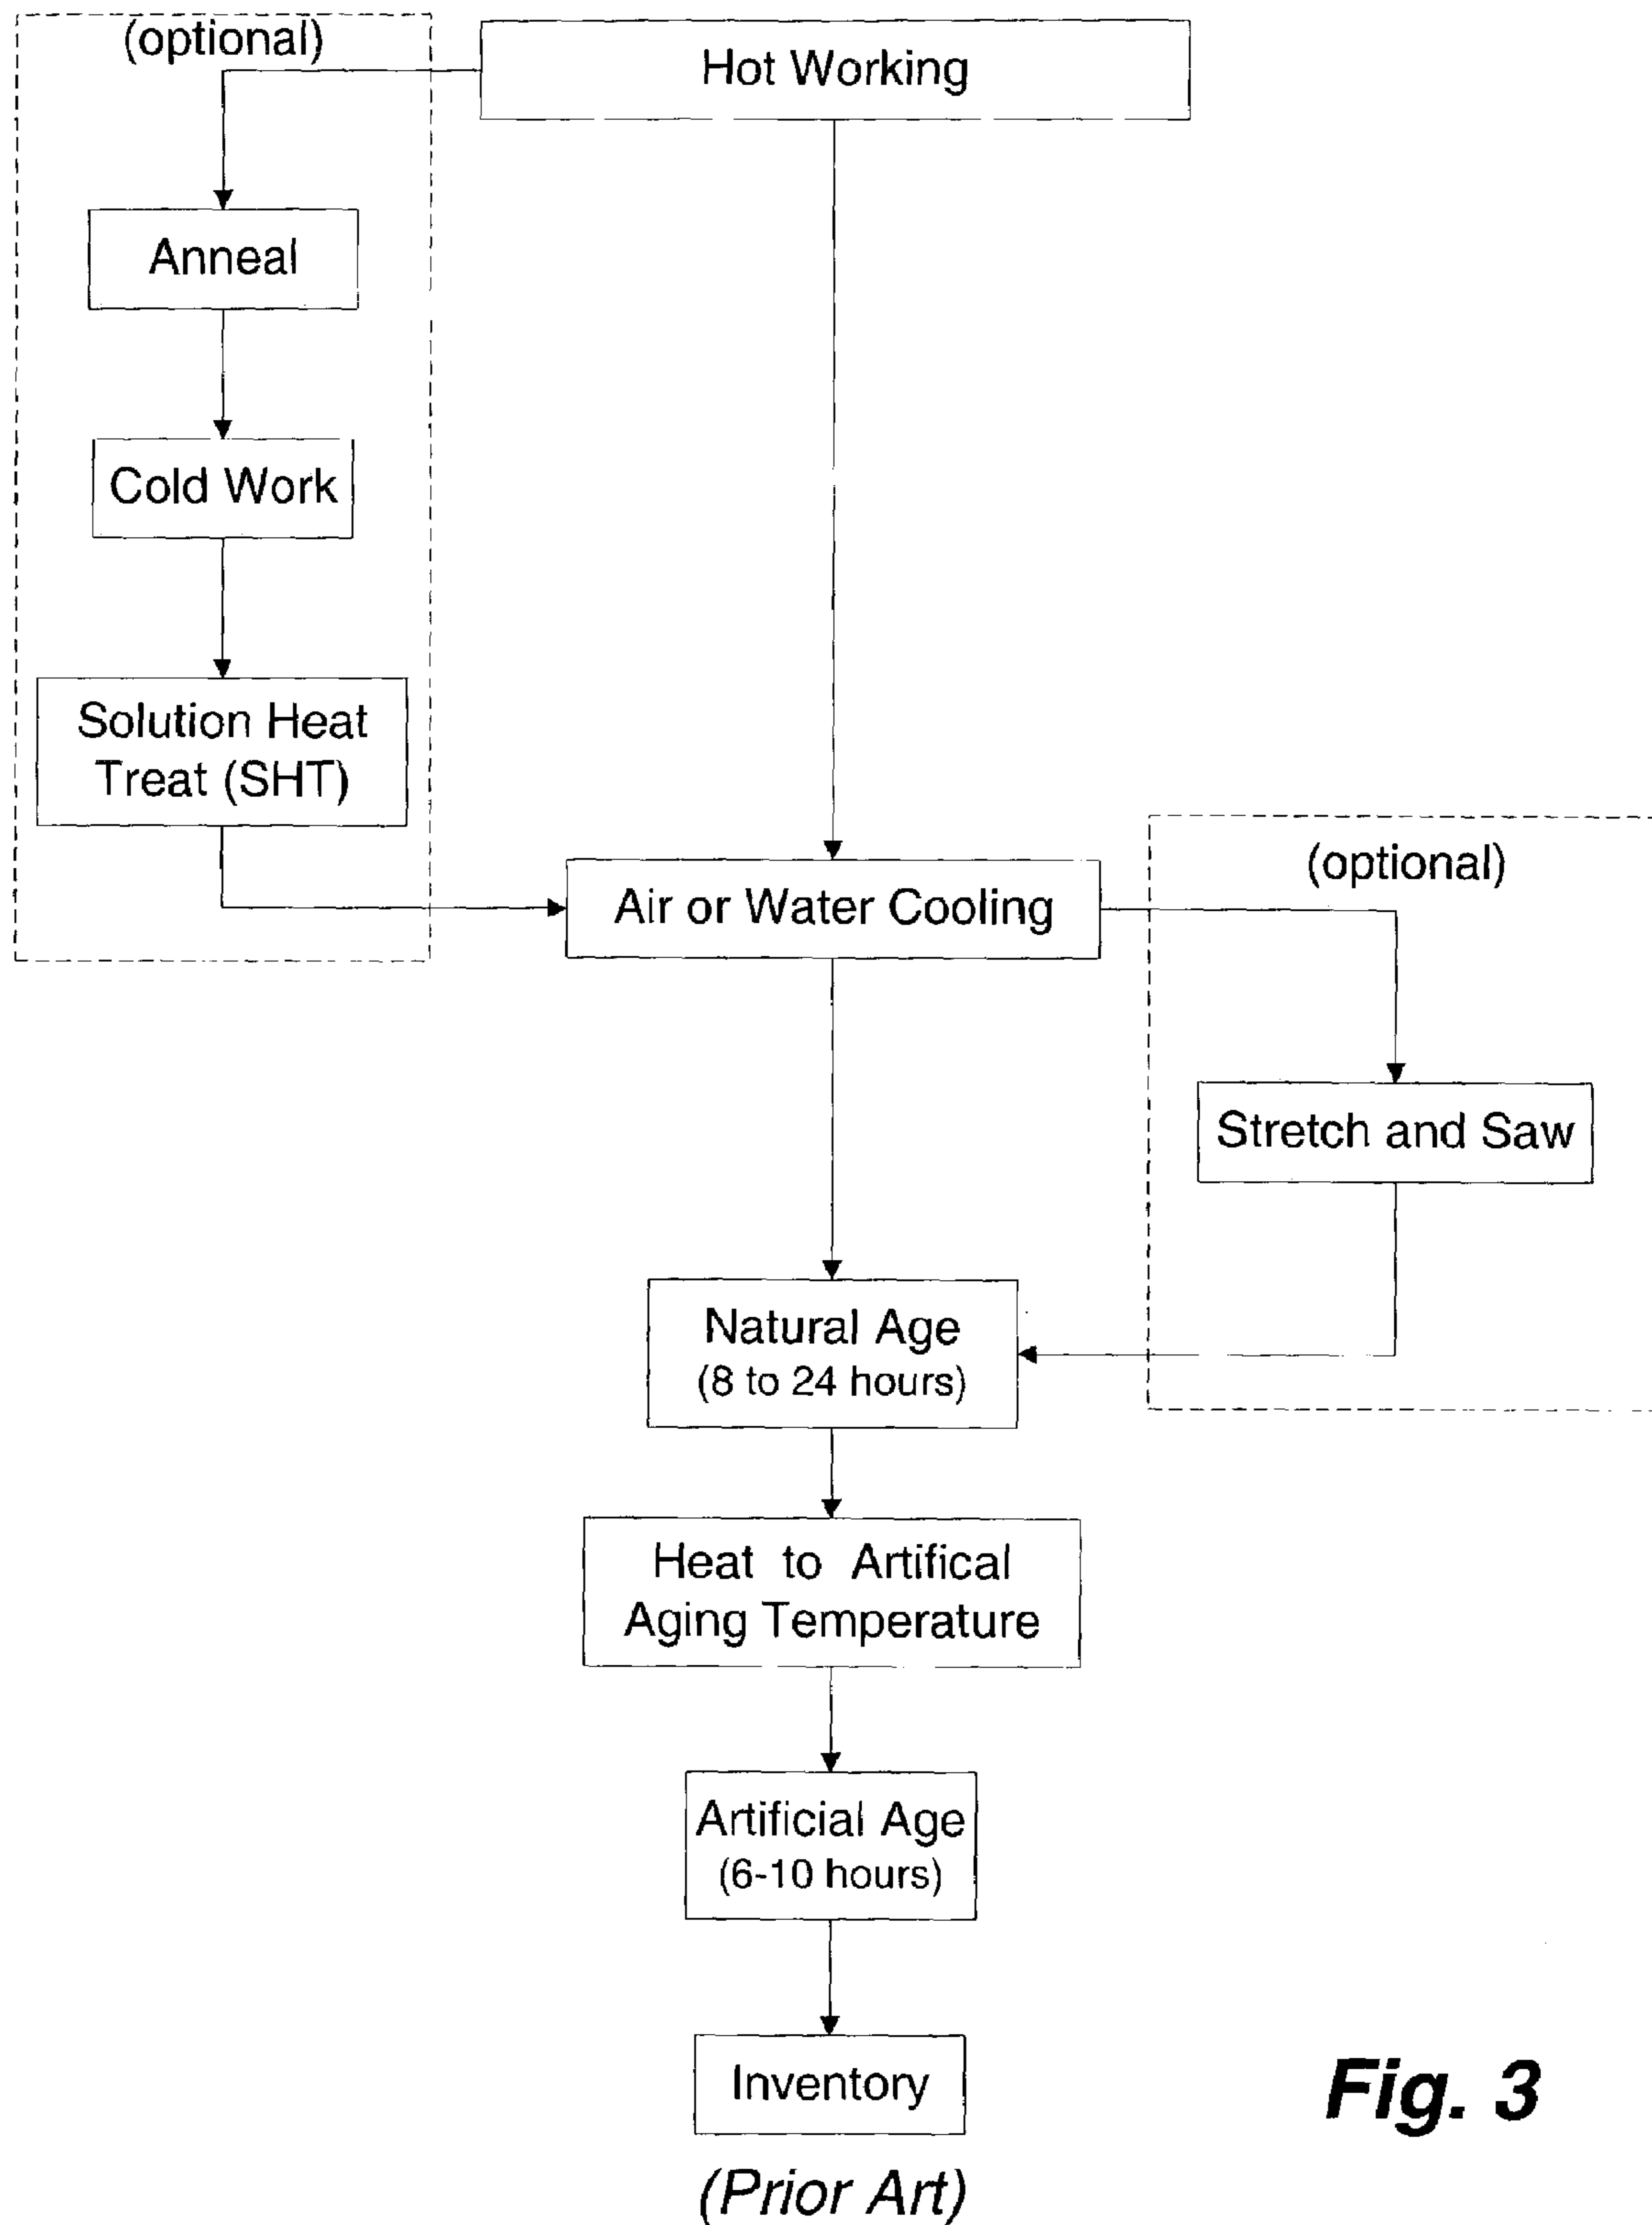 (optional)
Hot Working
Anneal
Cold Work
Solution Heat
Treat (SHT)
Air or Water Cooling
(optional)
Stretch and Saw
Natural Age
(8 to 24 hours)
Heat to Artifical
Aging Temperature
Artificial Age
(6-10 hours)
Inventory
Fig. 3
(Prior Art)